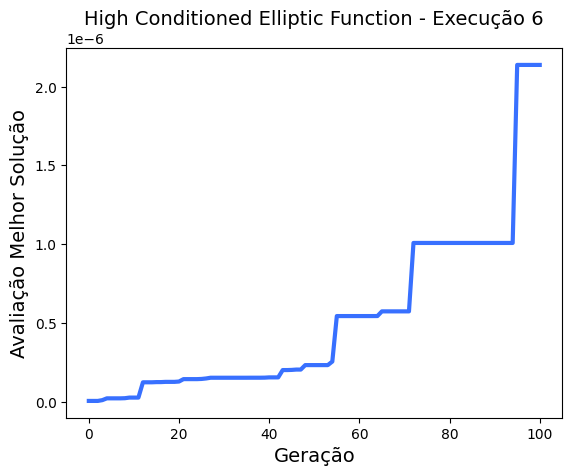 High Conditioned Elliptic Function - Execução 6
1e−6
2.0
1.5
1.0
0.5
0.0
Avaliação Melhor Solução
0 20 40 60 80 100
Geração